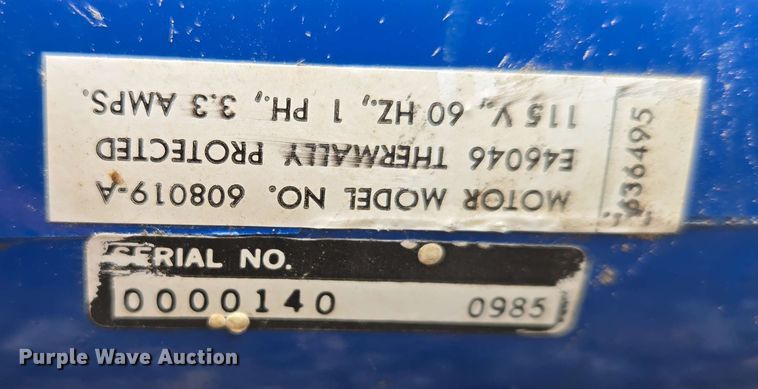 MOTOR MODEL NO. 608019-A
E46046 THERMALLY PROTECTED
115 V., 60 HZ., 1 PH., 3.3 AMPS.
636495
SERIAL NO.
0000140 0985
Purple Wave Auction